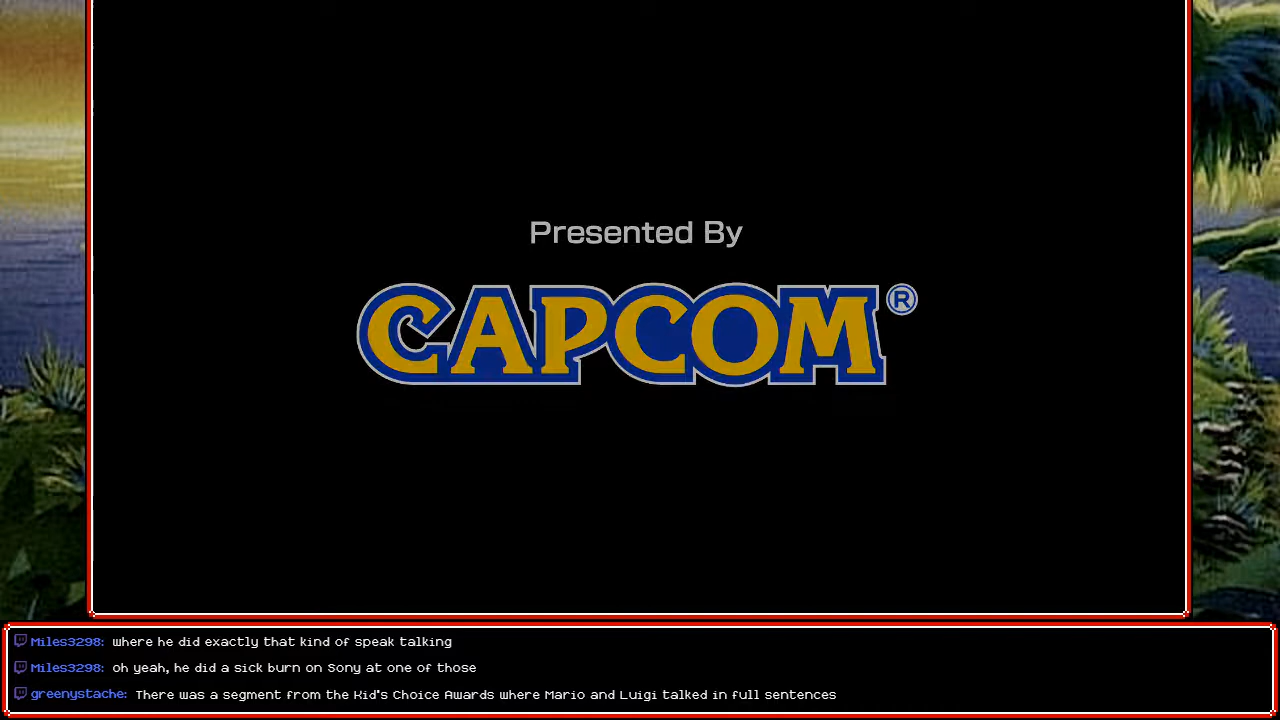 Presented By
CAPCOM®
Miles3298: where he did exactly that kind of speak talking
Miles3298: oh yeah, he did a sick burn on Sony at one of those
greenystache: There was a segment from the Kid's Choice Awards where Mario and Luigi talked in full sentences